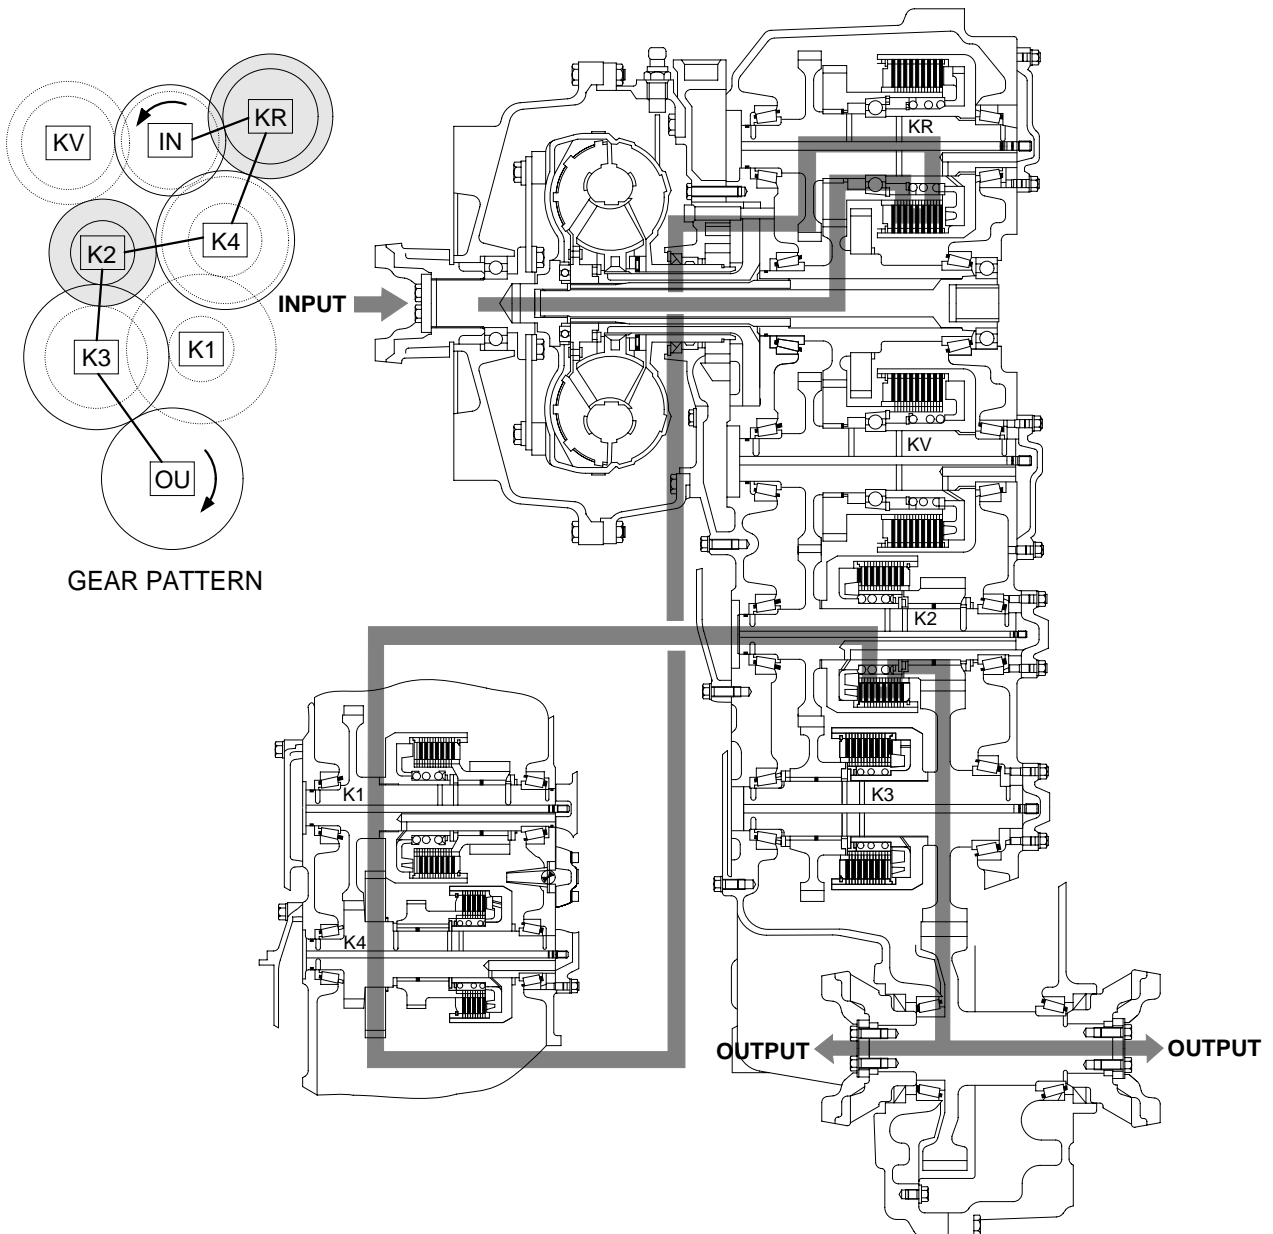 KV
IN
KR
K2
K4
K3
K1
OU
GEAR PATTERN
INPUT
KR
KV
K2
K3
K1
K4
OUTPUT
OUTPUT